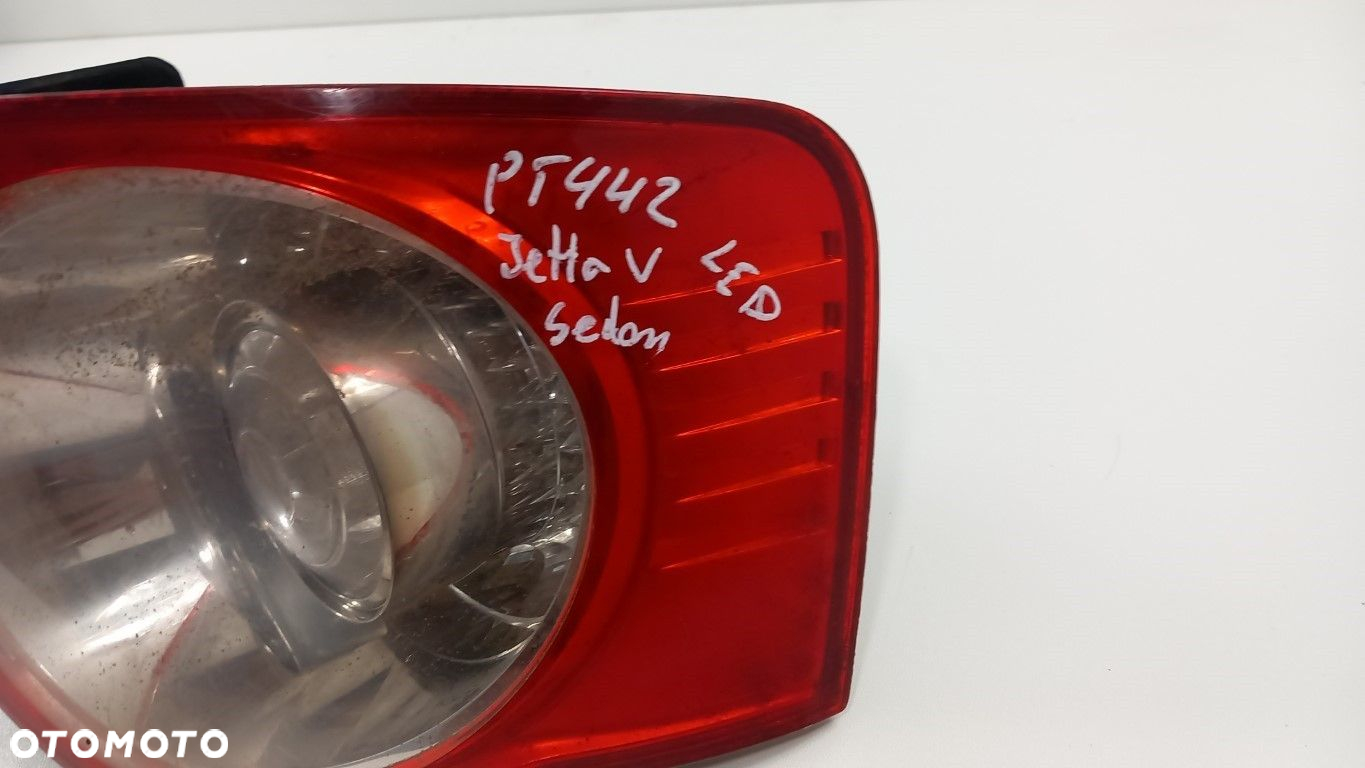 PT442
Jetta V LED
Sedan
OTOMOTO